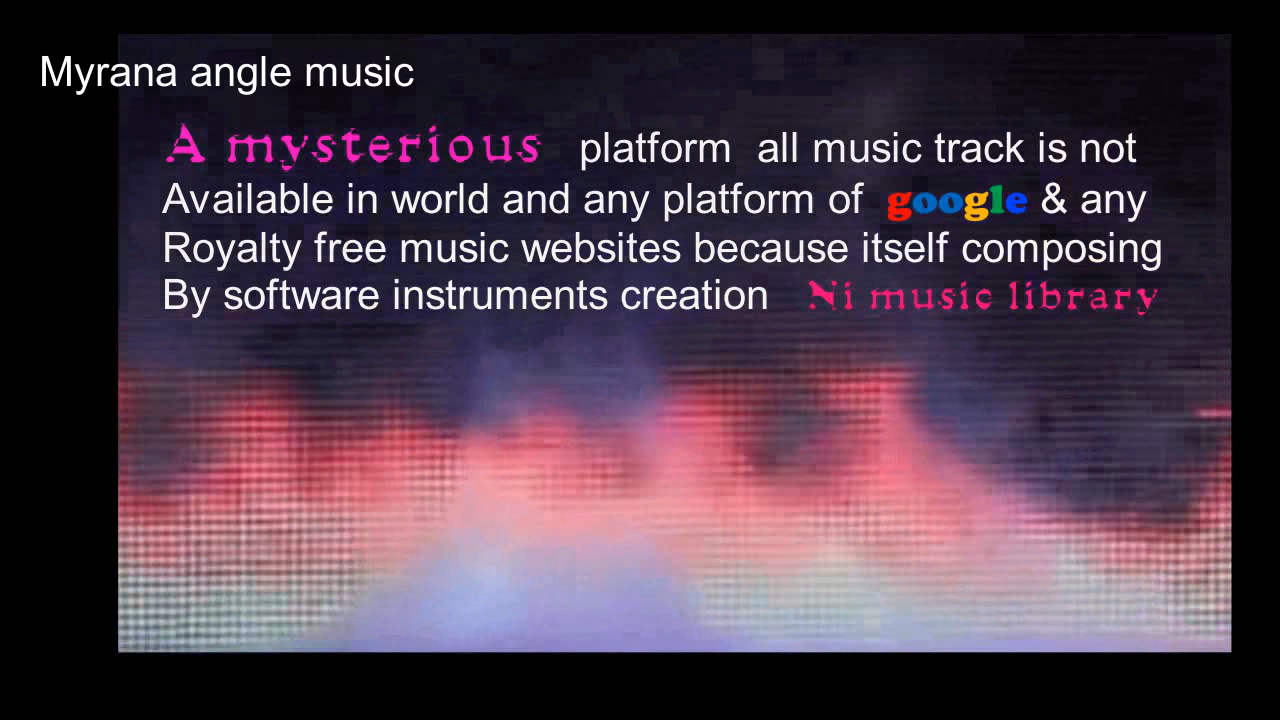 Myrana angle music
A mysterious platform all music track is not
Available in world and any platform of google & any
Royalty free music websites because itself composing
By software instruments creation Ni music library